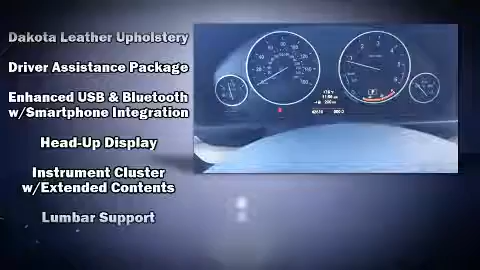 Dakota Leather Upholstery
Driver Assistance Package
Enhanced USB & Bluetooth
w/Smartphone Integration
Head-Up Display
Instrument Cluster
w/Extended Contents
Lumbar Support